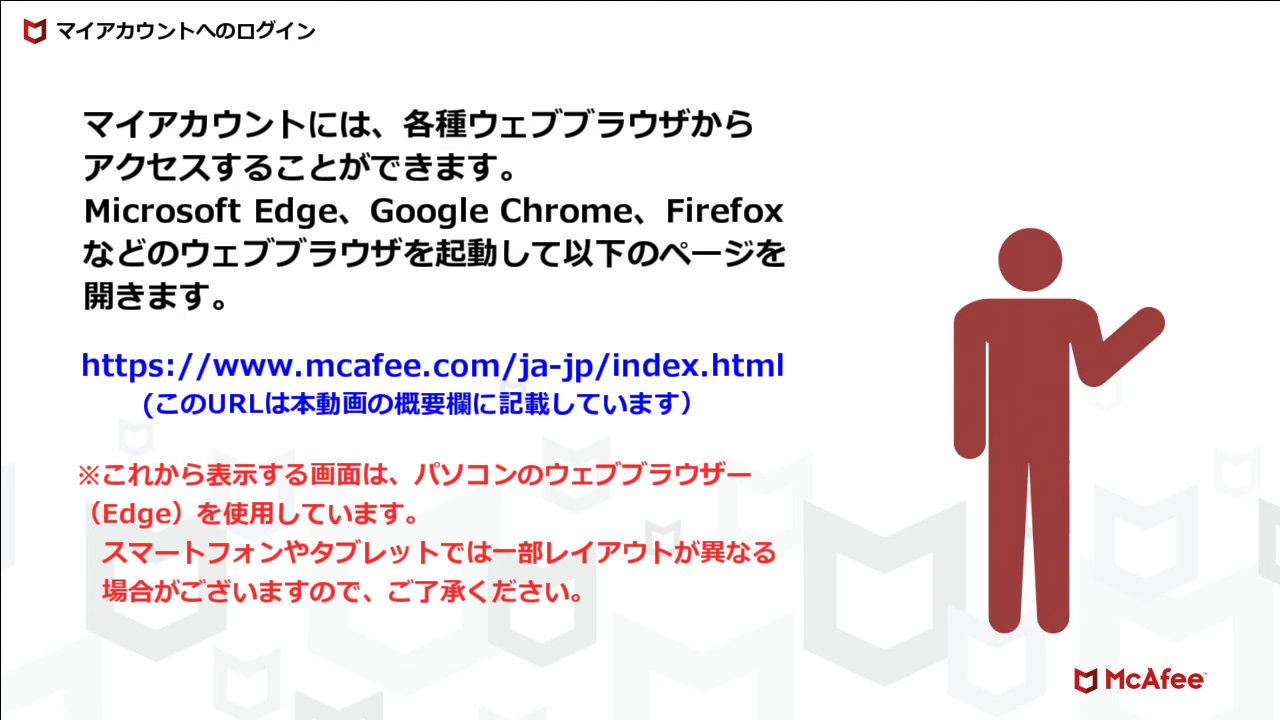 マイアカウントへのログイン
マイアカウントには、各種ウェブブラウザから
アクセスすることができます。
Microsoft Edge、Google Chrome、Firefox
などのウェブブラウザを起動して以下のページを
開きます。
https://www.mcafee.com/ja-jp/index.html
(このURLは本動画の概要欄に記載しています）
※これから表示する画面は、パソコンのウェブブラウザー
（Edge）を使用しています。
スマートフォンやタブレットでは一部レイアウトが異なる
場合がございますので、ご了承ください。
McAfee™